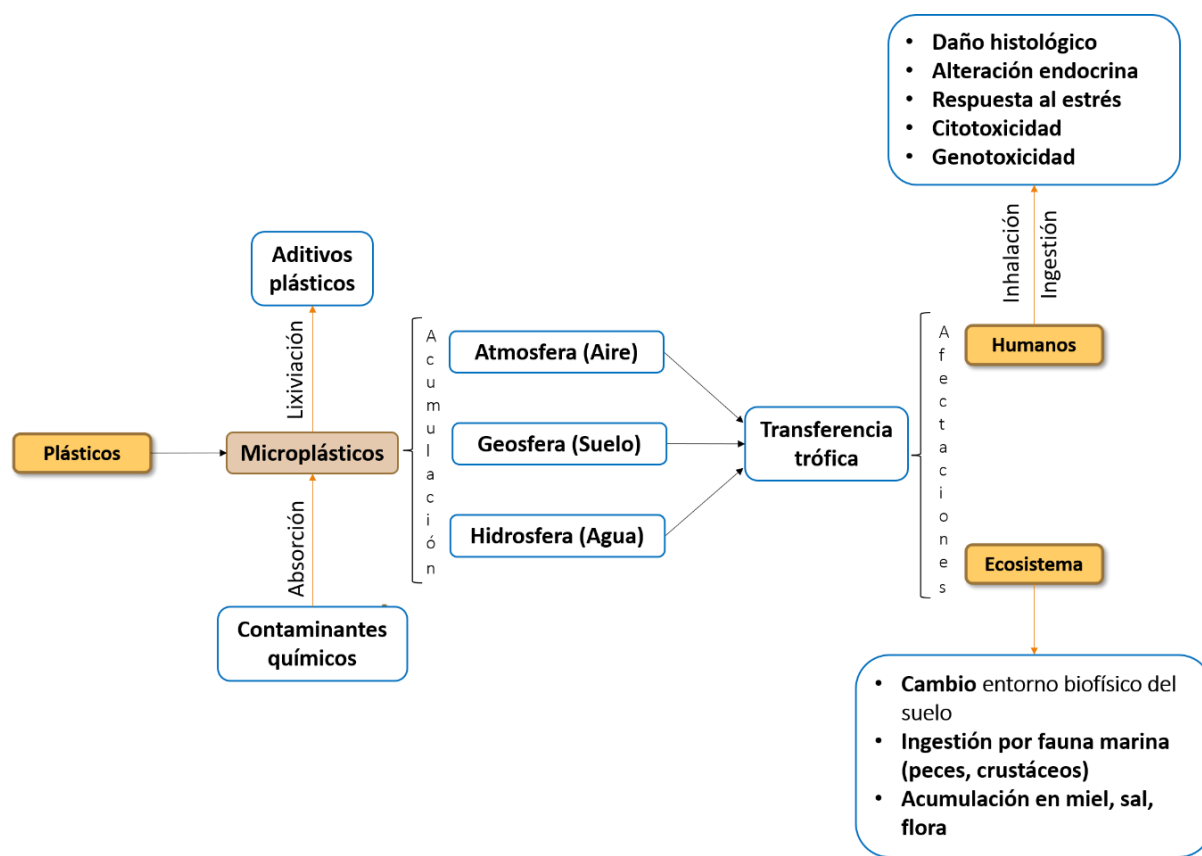 • Daño histológico
• Alteración endocrina
• Respuesta al estrés
• Citotoxicidad
• Genotoxicidad
Inhalación
Ingestión
Aditivos
plásticos
Lixiviación
Plásticos
Microplásticos
Absorción
Contaminantes
químicos
Acumulación
Atmosfera (Aire)
Geosfera (Suelo)
Hidrosfera (Agua)
Transferencia
trófica
Afectaciones
Humanos
Ecosistema
• Cambio entorno biofísico del
suelo
• Ingestión por fauna marina
(peces, crustáceos)
• Acumulación en miel, sal,
flora